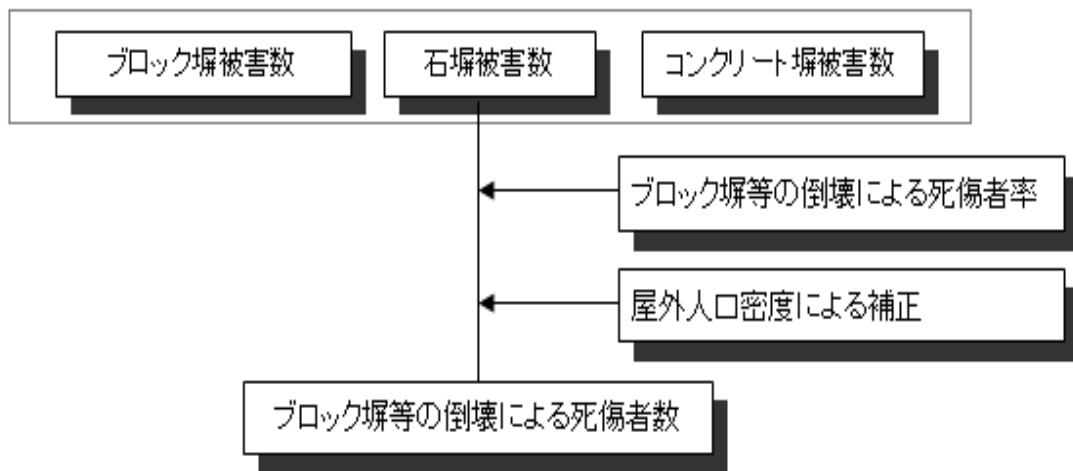 ブロック塀被害数
石塀被害数
コンクリート塀被害数
ブロック塀等の倒壊による死傷者率
屋外人口密度による補正
ブロック塀等の倒壊による死傷者数